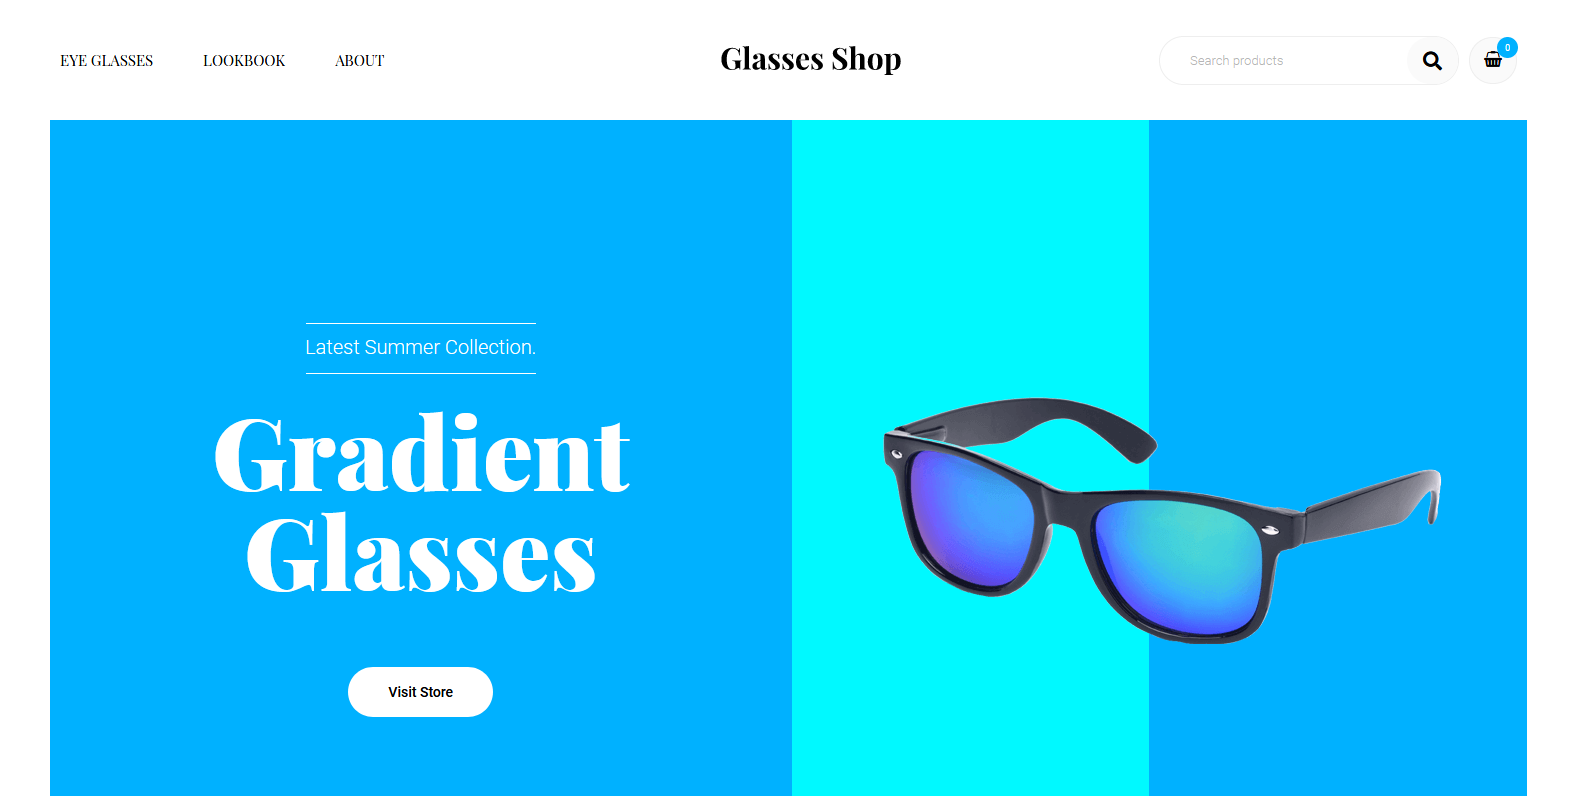 EYE GLASSES
LOOKBOOK
ABOUT
Glasses Shop
Search products
0
Latest Summer Collection.
Gradient
Glasses
Visit Store